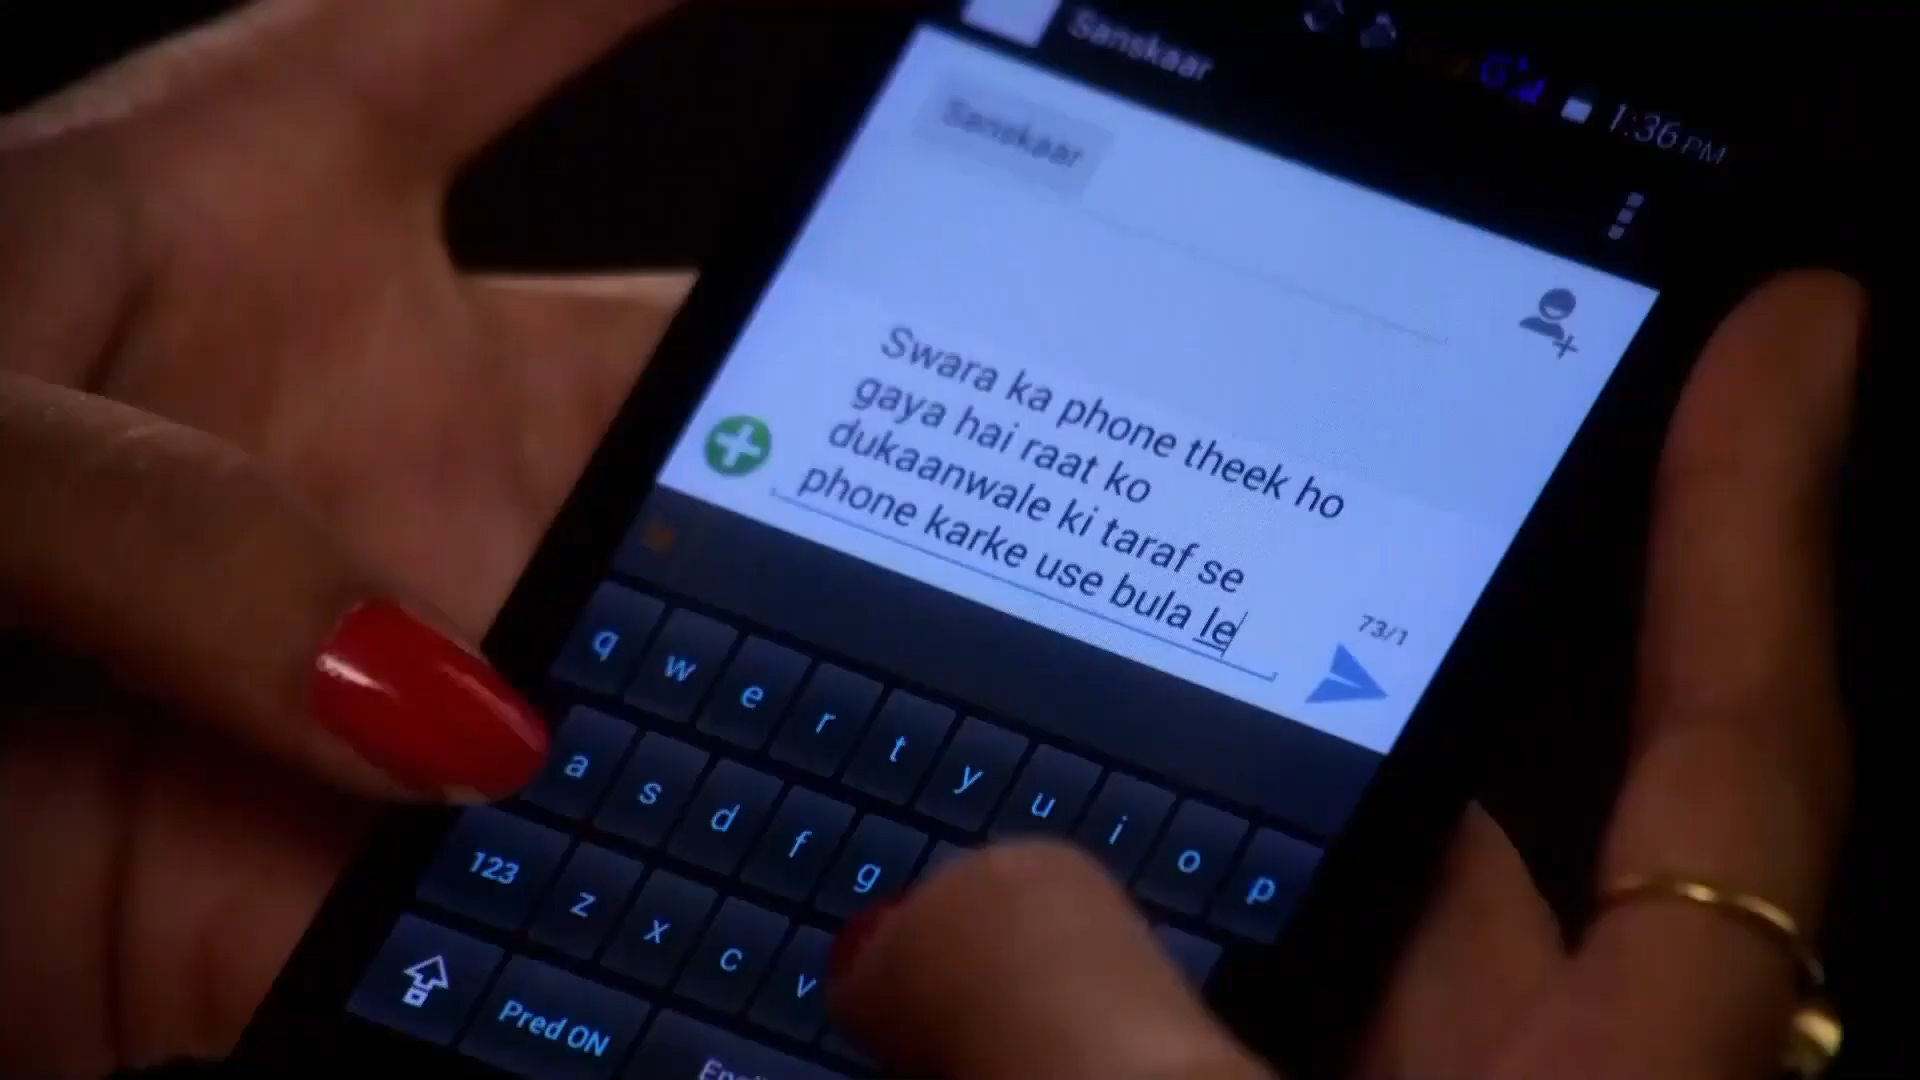 Sanskaar
1:36 PM
Sanskaar
Swara ka phone theek ho
gaya hai raat ko
dukaanwale ki taraf se
phone karke use bula le
73/1
q w e r t y u i o p
a s d f g
123 z x c v
Pred ON